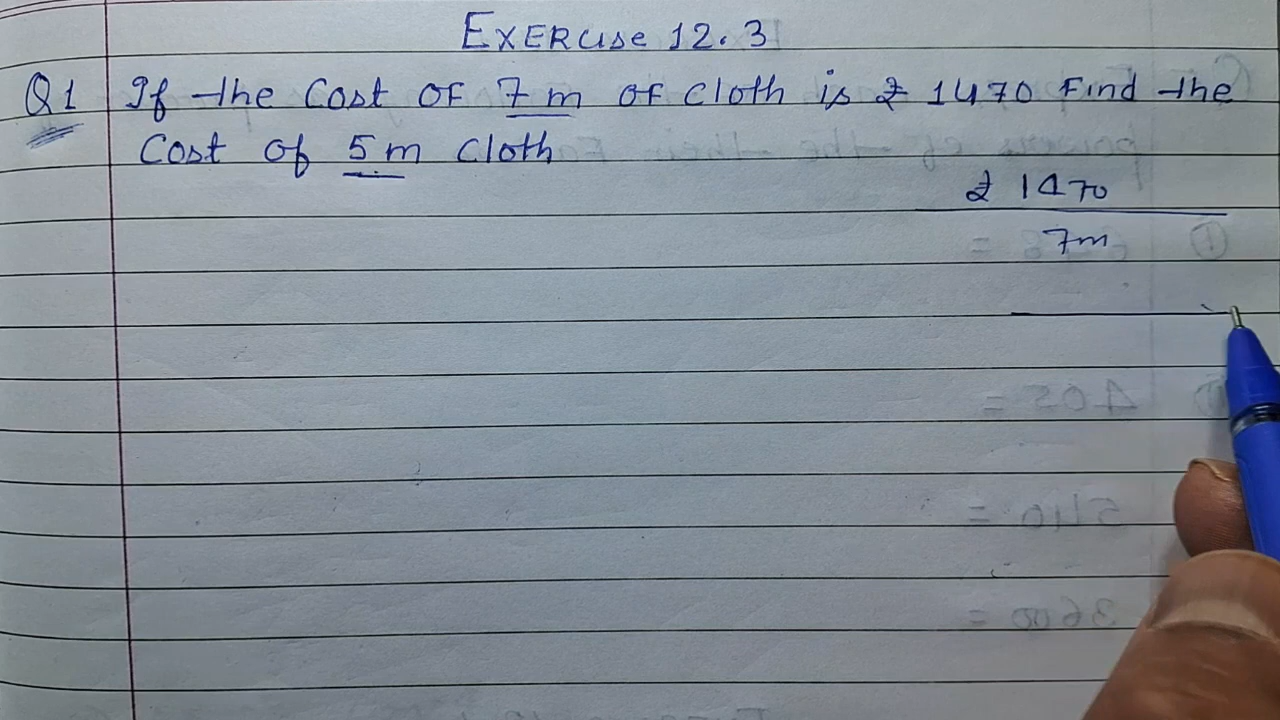 Exercise 12.3
Q1 If the Cost of 7 m of cloth is ₹ 1470 Find the
Cost of 5 m cloth
₹ 1470
7m